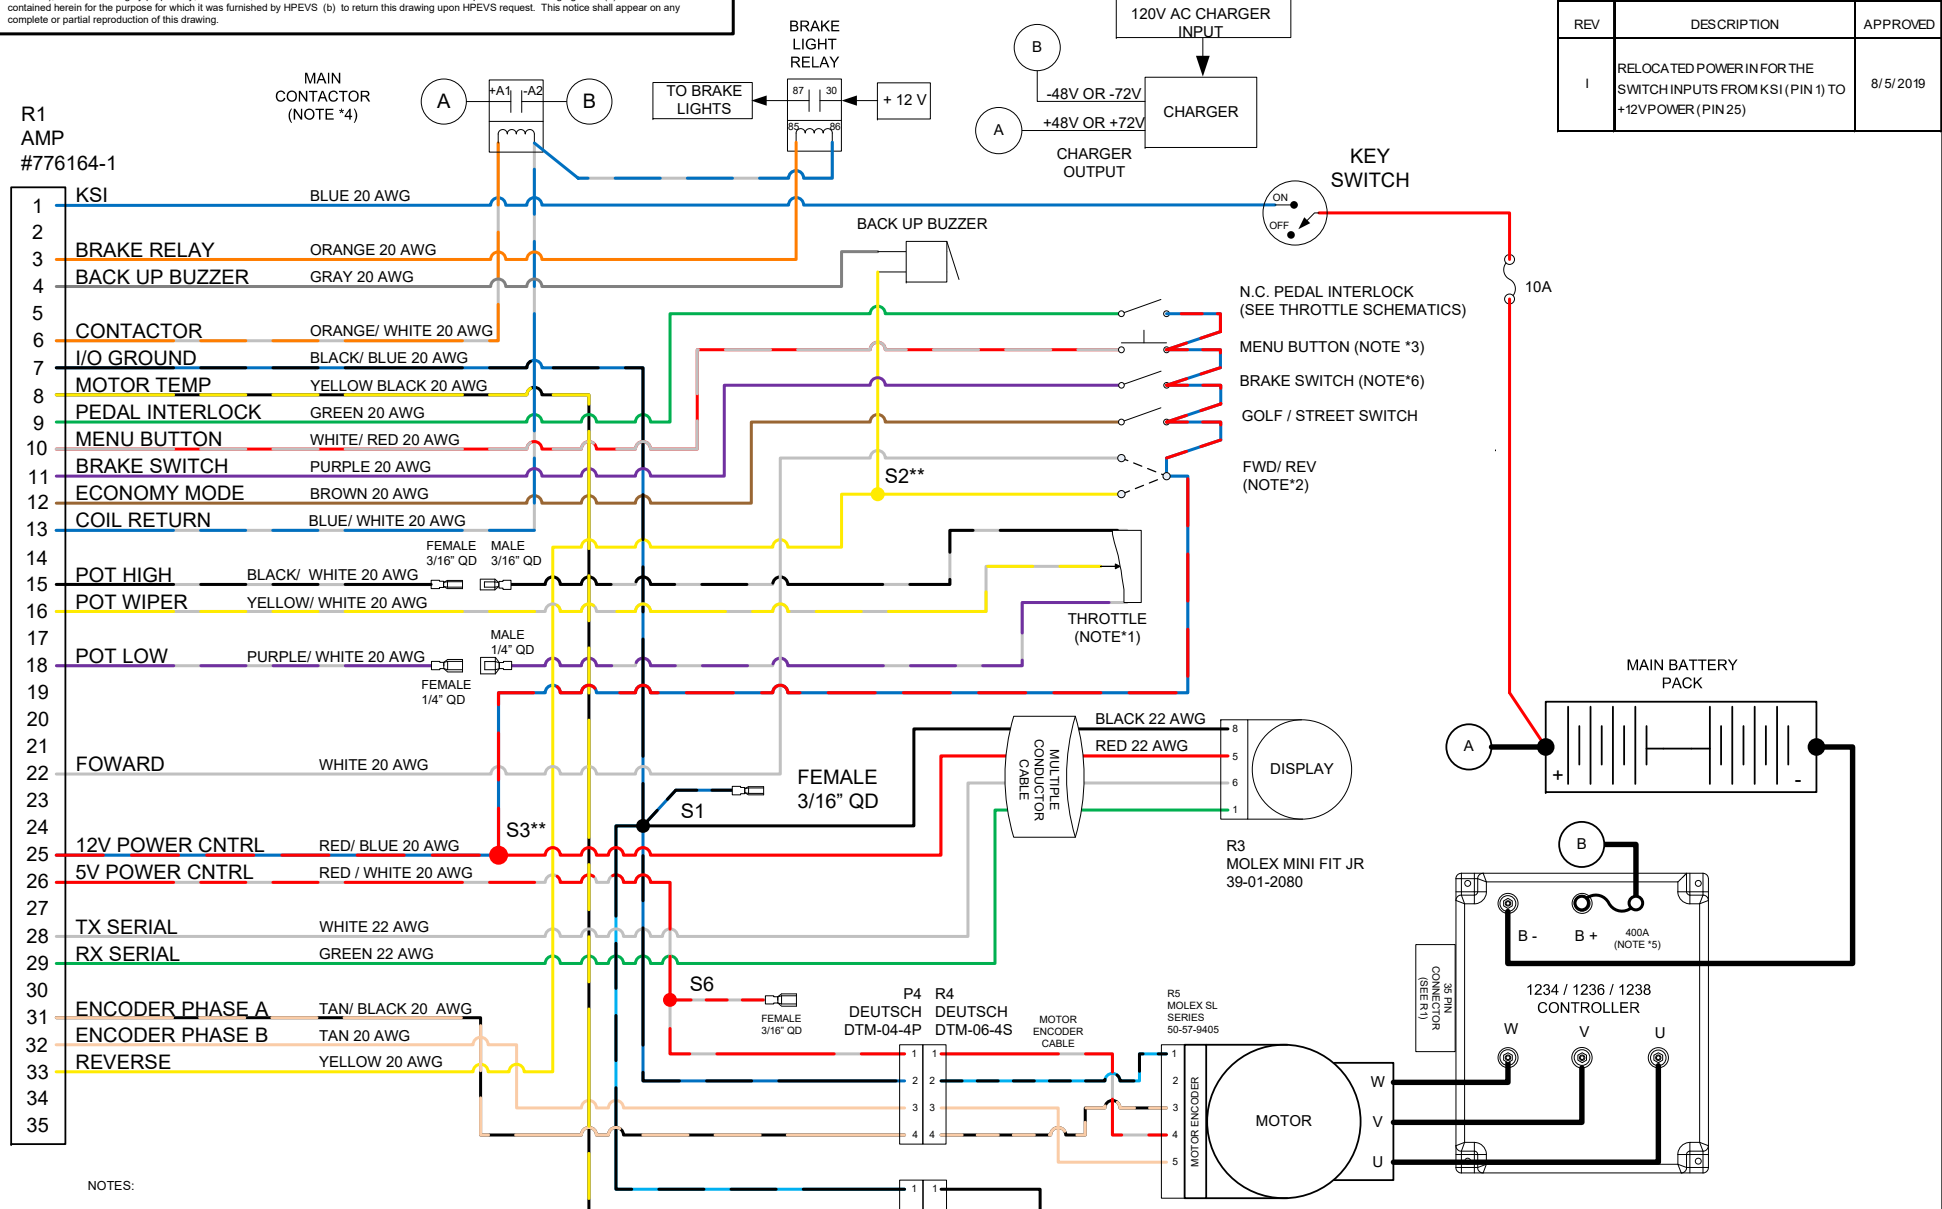 contained herein for the purpose for which it was furnished by HPEVS (b) to return this drawing upon HPEVS request. This notice shall appear on any
complete or partial reproduction of this drawing.
REV DESCRIPTION APPROVED
I RELOCATED POWER IN FOR THE SWITCH INPUTS FROM KSI (PIN 1) TO +12V POWER (PIN 25) 8/5/2019
120V AC CHARGER
INPUT
B
-48V OR -72V
CHARGER
+48V OR +72V
A
CHARGER
OUTPUT
BRAKE
LIGHT
RELAY
TO BRAKE
LIGHTS
87 30
+ 12 V
85 86
MAIN
CONTACTOR
(NOTE *4)
A
+A1 -A2
B
R1
AMP
#776164-1
KEY
SWITCH
ON
OFF
10A
1 KSI BLUE 20 AWG
2
3 BRAKE RELAY ORANGE 20 AWG
4 BACK UP BUZZER GRAY 20 AWG
5
6 CONTACTOR ORANGE/ WHITE 20 AWG
7 I/O GROUND BLACK/ BLUE 20 AWG
8 MOTOR TEMP YELLOW BLACK 20 AWG
9 PEDAL INTERLOCK GREEN 20 AWG
10 MENU BUTTON WHITE/ RED 20 AWG
11 BRAKE SWITCH PURPLE 20 AWG
12 ECONOMY MODE BROWN 20 AWG
13 COIL RETURN BLUE/ WHITE 20 AWG
14
15 POT HIGH BLACK/ WHITE 20 AWG
16 POT WIPER YELLOW/ WHITE 20 AWG
17
18 POT LOW PURPLE/ WHITE 20 AWG
19
20
21
22 FOWARD WHITE 20 AWG
23
24
25 12V POWER CNTRL RED/ BLUE 20 AWG
26 5V POWER CNTRL RED / WHITE 20 AWG
27
28 TX SERIAL WHITE 22 AWG
29 RX SERIAL GREEN 22 AWG
30
31 ENCODER PHASE A TAN/ BLACK 20 AWG
32 ENCODER PHASE B TAN 20 AWG
33 REVERSE YELLOW 20 AWG
34
35
BACK UP BUZZER
N.C. PEDAL INTERLOCK
(SEE THROTTLE SCHEMATICS)
MENU BUTTON (NOTE *3)
BRAKE SWITCH (NOTE*6)
GOLF / STREET SWITCH
FWD/ REV
(NOTE*2)
S2**
FEMALE
3/16" QD
MALE
3/16" QD
MALE
1/4" QD
FEMALE
1/4" QD
THROTTLE
(NOTE*1)
S3**
S1
FEMALE
3/16" QD
MULTIPLE
CONDUCTOR
CABLE
BLACK 22 AWG
RED 22 AWG
8
5
6
1
DISPLAY
R3
MOLEX MINI FIT JR
39-01-2080
MAIN BATTERY
PACK
A
+ -
B
B - B +
400A
(NOTE *5)
35 PIN
CONNECTOR
(SEE R1)
1234 / 1236 / 1238
CONTROLLER
W V U
S6
FEMALE
3/16" QD
P4
DEUTSCH
DTM-04-4P
R4
DEUTSCH
DTM-06-4S
1 1
2 2
3 3
4 4
MOTOR
ENCODER
CABLE
R5
MOLEX SL
SERIES
50-57-9405
1
2
3
4
5
MOTOR ENCODER
MOTOR
W
V
U
NOTES:
1 1